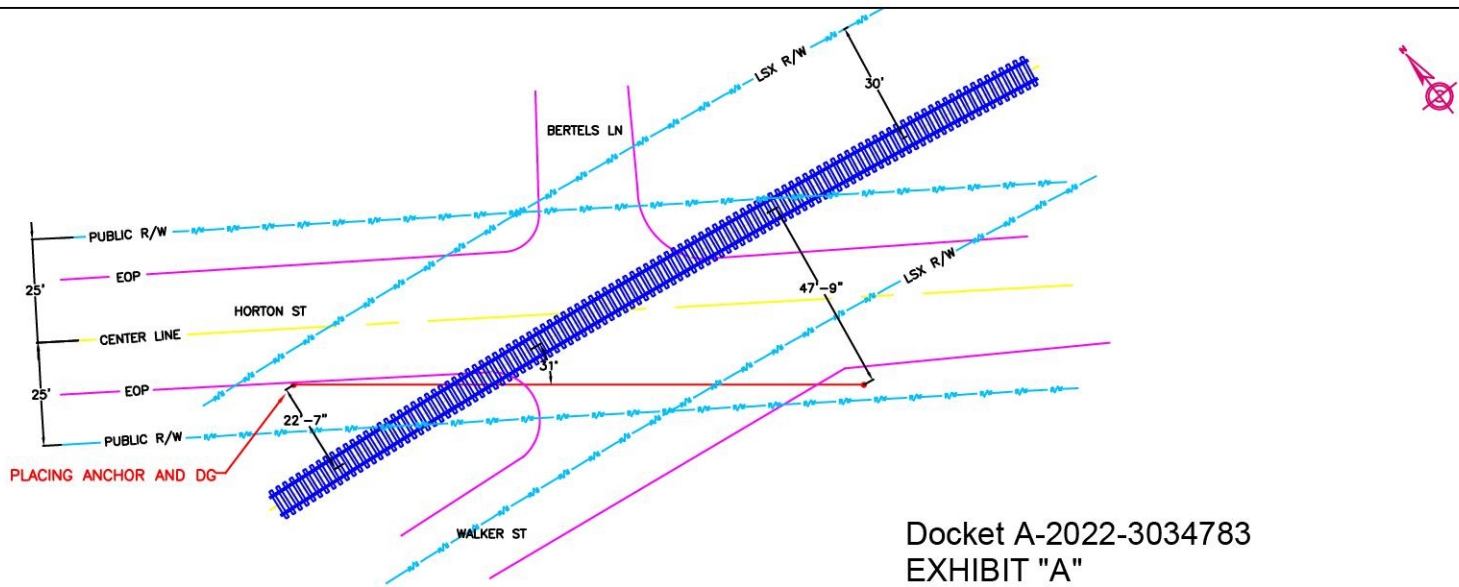 LSX R/W
30'
BERTELS LN
N
PUBLIC R/W
EOP
25'
HORTON ST
LSX R/W
47'-9"
CENTER LINE
31°
EOP
25'
22'-7"
PUBLIC R/W
PLACING ANCHOR AND DG
WALKER ST
Docket A-2022-3034783
EXHIBIT "A"